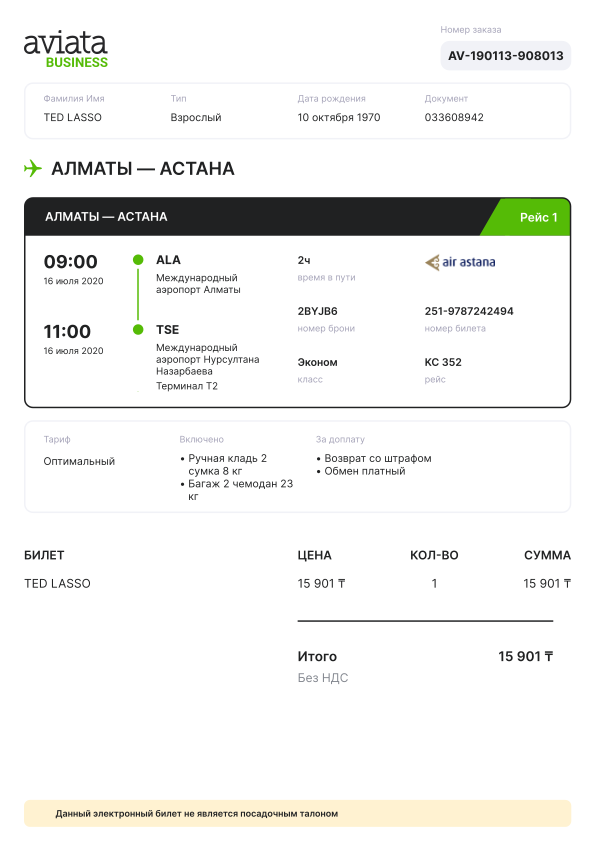 aviata
BUSINESS
Номер заказа
AV-190113-908013
Фамилия Имя
Тип
Дата рождения
Документ
TED LASSO
Взрослый
10 октября 1970
033608942
АЛМАТЫ — АСТАНА
АЛМАТЫ — АСТАНА
Рейс 1
09:00
16 июля 2020
ALA
Международный
аэропорт Алматы
2ч
время в пути
air astana
11:00
16 июля 2020
TSE
Международный
аэропорт Нурсултана
Назарбаева
Терминал Т2
2BYJB6
номер брони
251-9787242494
номер билета
Эконом
класс
KC 352
рейс
Тариф
Оптимальный
Включено
• Ручная кладь 2
сумка 8 кг
• Багаж 2 чемодан 23
кг
За доплату
• Возврат со штрафом
• Обмен платный
БИЛЕТ
ЦЕНА
КОЛ-ВО
СУММА
TED LASSO
15 901 ₸
1
15 901 ₸
Итого
15 901 ₸
Без НДС
Данный электронный билет не является посадочным талоном